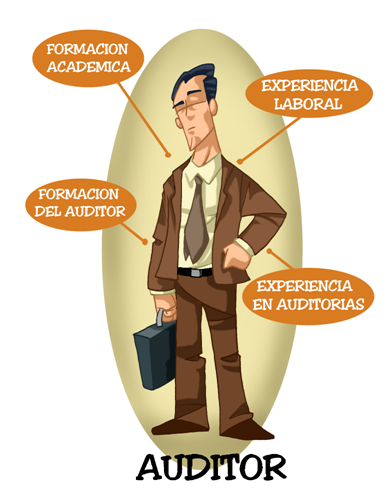 FORMACION
ACADEMICA
EXPERIENCIA
LABORAL
FORMACION
DEL AUDITOR
EXPERIENCIA
EN AUDITORIAS
AUDITOR